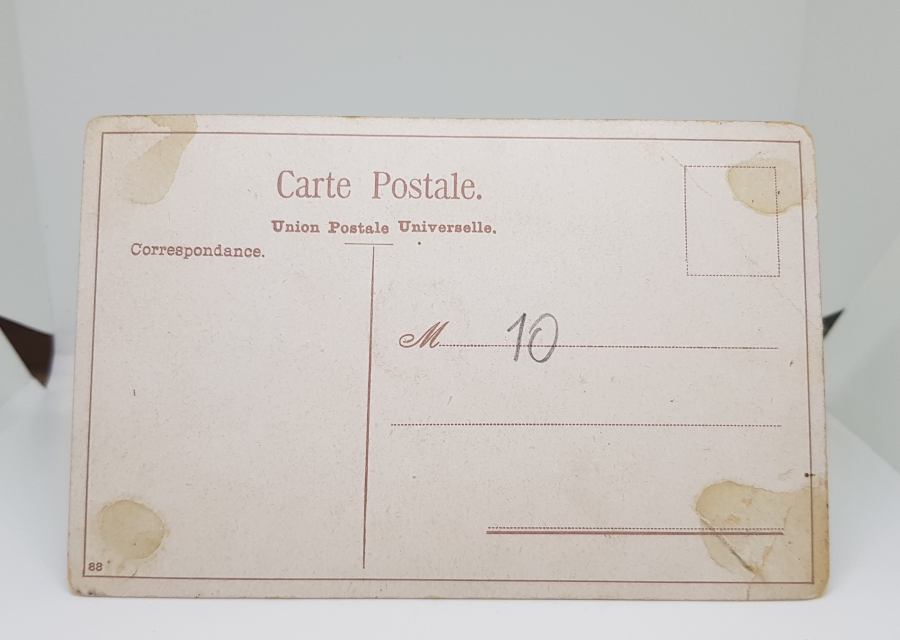 Carte Postale.
Union Postale Universelle.
Correspondance.
M
10
88